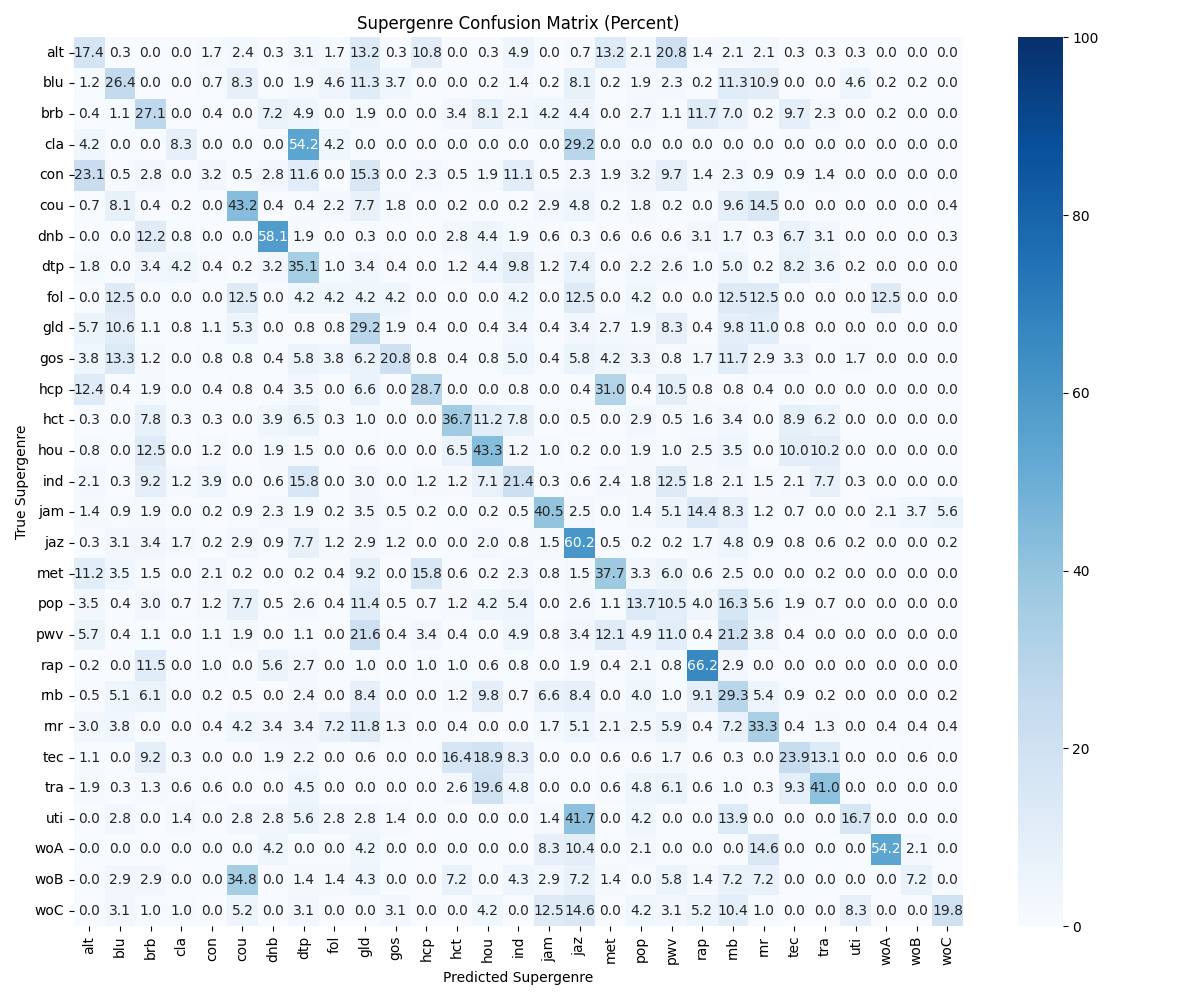 Supergenre Confusion Matrix (Percent)
alt 17.4 0.3 0.0 0.0 1.7 2.4 0.3 3.1 1.7 13.2 0.3 10.8 0.0 0.3 4.9 0.0 0.7 13.2 2.1 20.8 1.4 2.1 2.1 0.3 0.3 0.3 0.0 0.0 0.0
blu 1.2 26.4 0.0 0.0 0.7 8.3 0.0 1.9 4.6 11.3 3.7 0.0 0.0 0.2 1.4 0.2 8.1 0.2 1.9 2.3 0.2 11.3 10.9 0.0 0.0 4.6 0.2 0.2 0.0
brb 0.4 1.1 27.1 0.0 0.4 0.0 7.2 4.9 0.0 1.9 0.0 0.0 3.4 8.1 2.1 4.2 4.4 0.0 2.7 1.1 11.7 7.0 0.2 9.7 2.3 0.0 0.2 0.0 0.0
cla 4.2 0.0 0.0 8.3 0.0 0.0 0.0 54.2 4.2 0.0 0.0 0.0 0.0 0.0 0.0 0.0 29.2 0.0 0.0 0.0 0.0 0.0 0.0 0.0 0.0 0.0 0.0 0.0 0.0
con 23.1 0.5 2.8 0.0 3.2 0.5 2.8 11.6 0.0 15.3 0.0 2.3 0.5 1.9 11.1 0.5 2.3 1.9 3.2 9.7 1.4 2.3 0.9 0.9 1.4 0.0 0.0 0.0 0.0
cou 0.7 8.1 0.4 0.2 0.0 43.2 0.4 0.4 2.2 7.7 1.8 0.0 0.2 0.0 0.2 2.9 4.8 0.2 1.8 0.2 0.0 9.6 14.5 0.0 0.0 0.0 0.0 0.0 0.4
dnb 0.0 0.0 12.2 0.8 0.0 0.0 58.1 1.9 0.0 0.3 0.0 0.0 2.8 4.4 1.9 0.6 0.3 0.6 0.6 0.6 3.1 1.7 0.3 6.7 3.1 0.0 0.0 0.0 0.3
dtp 1.8 0.0 3.4 4.2 0.4 0.2 3.2 35.1 1.0 3.4 0.4 0.0 1.2 4.4 9.8 1.2 7.4 0.0 2.2 2.6 1.0 5.0 0.2 8.2 3.6 0.2 0.0 0.0 0.0
fol 0.0 12.5 0.0 0.0 0.0 12.5 0.0 4.2 4.2 4.2 4.2 0.0 0.0 0.0 4.2 0.0 12.5 0.0 4.2 0.0 0.0 12.5 12.5 0.0 0.0 0.0 12.5 0.0 0.0
gld 5.7 10.6 1.1 0.8 1.1 5.3 0.0 0.8 0.8 29.2 1.9 0.4 0.0 0.4 3.4 0.4 3.4 2.7 1.9 8.3 0.4 9.8 11.0 0.8 0.0 0.0 0.0 0.0 0.0
gos 3.8 13.3 1.2 0.0 0.8 0.8 0.4 5.8 3.8 6.2 20.8 0.8 0.4 0.8 5.0 0.4 5.8 4.2 3.3 0.8 1.7 11.7 2.9 3.3 0.0 1.7 0.0 0.0 0.0
hcp 12.4 0.4 1.9 0.0 0.4 0.8 0.4 3.5 0.0 6.6 0.0 28.7 0.0 0.0 0.8 0.0 0.4 31.0 0.4 10.5 0.8 0.8 0.4 0.0 0.0 0.0 0.0 0.0 0.0
hct 0.3 0.0 7.8 0.3 0.3 0.0 3.9 6.5 0.3 1.0 0.0 0.0 36.7 11.2 7.8 0.0 0.5 0.0 2.9 0.5 1.6 3.4 0.0 8.9 6.2 0.0 0.0 0.0 0.0
hou 0.8 0.0 12.5 0.0 1.2 0.0 1.9 1.5 0.0 0.6 0.0 0.0 6.5 43.3 1.2 1.0 0.2 0.0 1.9 1.0 2.5 3.5 0.0 10.0 10.2 0.0 0.0 0.0 0.0
ind 2.1 0.3 9.2 1.2 3.9 0.0 0.6 15.8 0.0 3.0 0.0 1.2 1.2 7.1 21.4 0.3 0.6 2.4 1.8 12.5 1.8 2.1 1.5 2.1 7.7 0.3 0.0 0.0 0.0
jam 1.4 0.9 1.9 0.0 0.2 0.9 2.3 1.9 0.2 3.5 0.5 0.2 0.0 0.2 0.5 40.5 2.5 0.0 1.4 5.1 14.4 8.3 1.2 0.7 0.0 0.0 2.1 3.7 5.6
jaz 0.3 3.1 3.4 1.7 0.2 2.9 0.9 7.7 1.2 2.9 1.2 0.0 0.0 2.0 0.8 1.5 60.2 0.5 0.2 0.2 1.7 4.8 0.9 0.8 0.6 0.2 0.0 0.0 0.2
met 11.2 3.5 1.5 0.0 2.1 0.2 0.0 0.2 0.4 9.2 0.0 15.8 0.6 0.2 2.3 0.8 1.5 37.7 3.3 6.0 0.6 2.5 0.0 0.0 0.2 0.0 0.0 0.0 0.0
pop 3.5 0.4 3.0 0.7 1.2 7.7 0.5 2.6 0.4 11.4 0.5 0.7 1.2 4.2 5.4 0.0 2.6 1.1 13.7 10.5 4.0 16.3 5.6 1.9 0.7 0.0 0.0 0.0 0.0
pwv 5.7 0.4 1.1 0.0 1.1 1.9 0.0 1.1 0.0 21.6 0.4 3.4 0.4 0.0 4.9 0.8 3.4 12.1 4.9 11.0 0.4 21.2 3.8 0.4 0.0 0.0 0.0 0.0 0.0
rap 0.2 0.0 11.5 0.0 1.0 0.0 5.6 2.7 0.0 1.0 0.0 1.0 1.0 0.6 0.8 0.0 1.9 0.4 2.1 0.8 66.2 2.9 0.0 0.0 0.0 0.0 0.0 0.0 0.0
rnb 0.5 5.1 6.1 0.0 0.2 0.5 0.0 2.4 0.0 8.4 0.0 0.0 1.2 9.8 0.7 6.6 8.4 0.0 4.0 1.0 9.1 29.3 5.4 0.9 0.2 0.0 0.0 0.0 0.2
rnr 3.0 3.8 0.0 0.0 0.4 4.2 3.4 3.4 7.2 11.8 1.3 0.0 0.4 0.0 0.0 1.7 5.1 2.1 2.5 5.9 0.4 7.2 33.3 0.4 1.3 0.0 0.4 0.4 0.4
tec 1.1 0.0 9.2 0.3 0.0 0.0 1.9 2.2 0.0 0.6 0.0 0.0 16.4 18.9 8.3 0.0 0.0 0.6 0.6 1.7 0.6 0.3 0.0 23.9 13.1 0.0 0.0 0.6 0.0
tra 1.9 0.3 1.3 0.6 0.6 0.0 0.0 4.5 0.0 1.0 0.0 0.0 2.6 19.6 4.8 0.0 0.0 0.6 4.8 6.1 0.6 1.0 0.3 9.3 41.0 0.0 0.0 0.0 0.0
uti 0.0 2.8 0.0 1.4 0.0 2.8 2.8 5.6 2.8 2.8 1.4 0.0 0.0 0.0 0.0 1.4 41.7 0.0 4.2 0.0 0.0 13.9 0.0 0.0 0.0 16.7 0.0 0.0 0.0
woA 0.0 0.0 0.0 0.0 0.0 0.0 4.2 0.0 0.0 4.2 0.0 0.0 0.0 0.0 0.0 8.3 10.4 0.0 2.1 0.0 0.0 0.0 14.6 0.0 0.0 0.0 54.2 2.1 0.0
woB 0.0 2.9 2.9 0.0 0.0 34.8 0.0 1.4 1.4 4.3 0.0 0.0 7.2 0.0 4.3 2.9 7.2 1.4 0.0 5.8 1.4 7.2 7.2 0.0 0.0 0.0 0.0 7.2 0.0
woC 0.0 3.1 1.0 1.0 0.0 5.2 0.0 3.1 0.0 0.0 3.1 0.0 0.0 4.2 0.0 12.5 14.6 0.0 4.2 3.1 5.2 10.4 1.0 0.0 0.0 8.3 0.0 0.0 19.8
alt blu brb cla con cou dnb dtp fol gld gos hcp hct hou ind jam jaz met pop pwv rap rnb rnr tec tra uti woA woB woC
Predicted Supergenre
True Supergenre
100
80
60
40
20
0